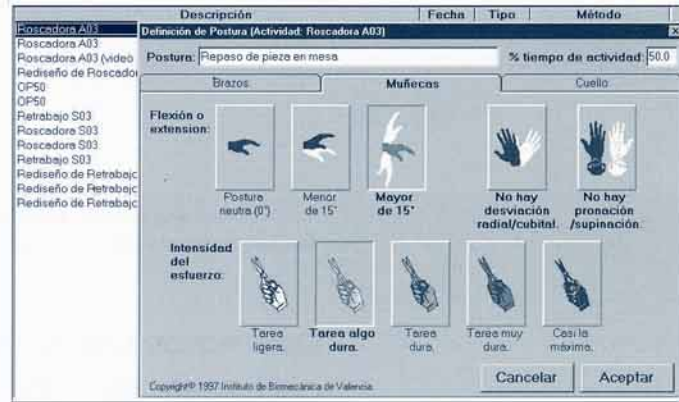 Descripción | Fecha | Tipo | Método
Roscadora A03
Roscadora A03
Roscadora A03 (video
Rediseño de Roscador
OP50
OP50
Retrabajo S03
Roscadora S03
Roscadora S03
Retrabajo S03
Rediseño de Retrabajc
Rediseño de Retrabajc
Rediseño de Retrabajc
Definición de Postura (Actividad: Roscadora A03)
Postura: Repaso de pieza en mesa % tiempo de actividad: 50.0
Brazos Muñecas Cuello
Flexión o
extension:
Postura
neutra (0°)
Menor
de 15°
Mayor
de 15°
No hay
desviación
radial/cubital.
No hay
pronación
/supinación.
Intensidad
del
esfuerzo:
Tarea
ligera.
Tarea algo
dura.
Tarea
dura.
Tarea muy
dura.
Casi la
máxima.
Copyright© 1997 Instituto de Biomecánica de Valencia
Cancelar Aceptar